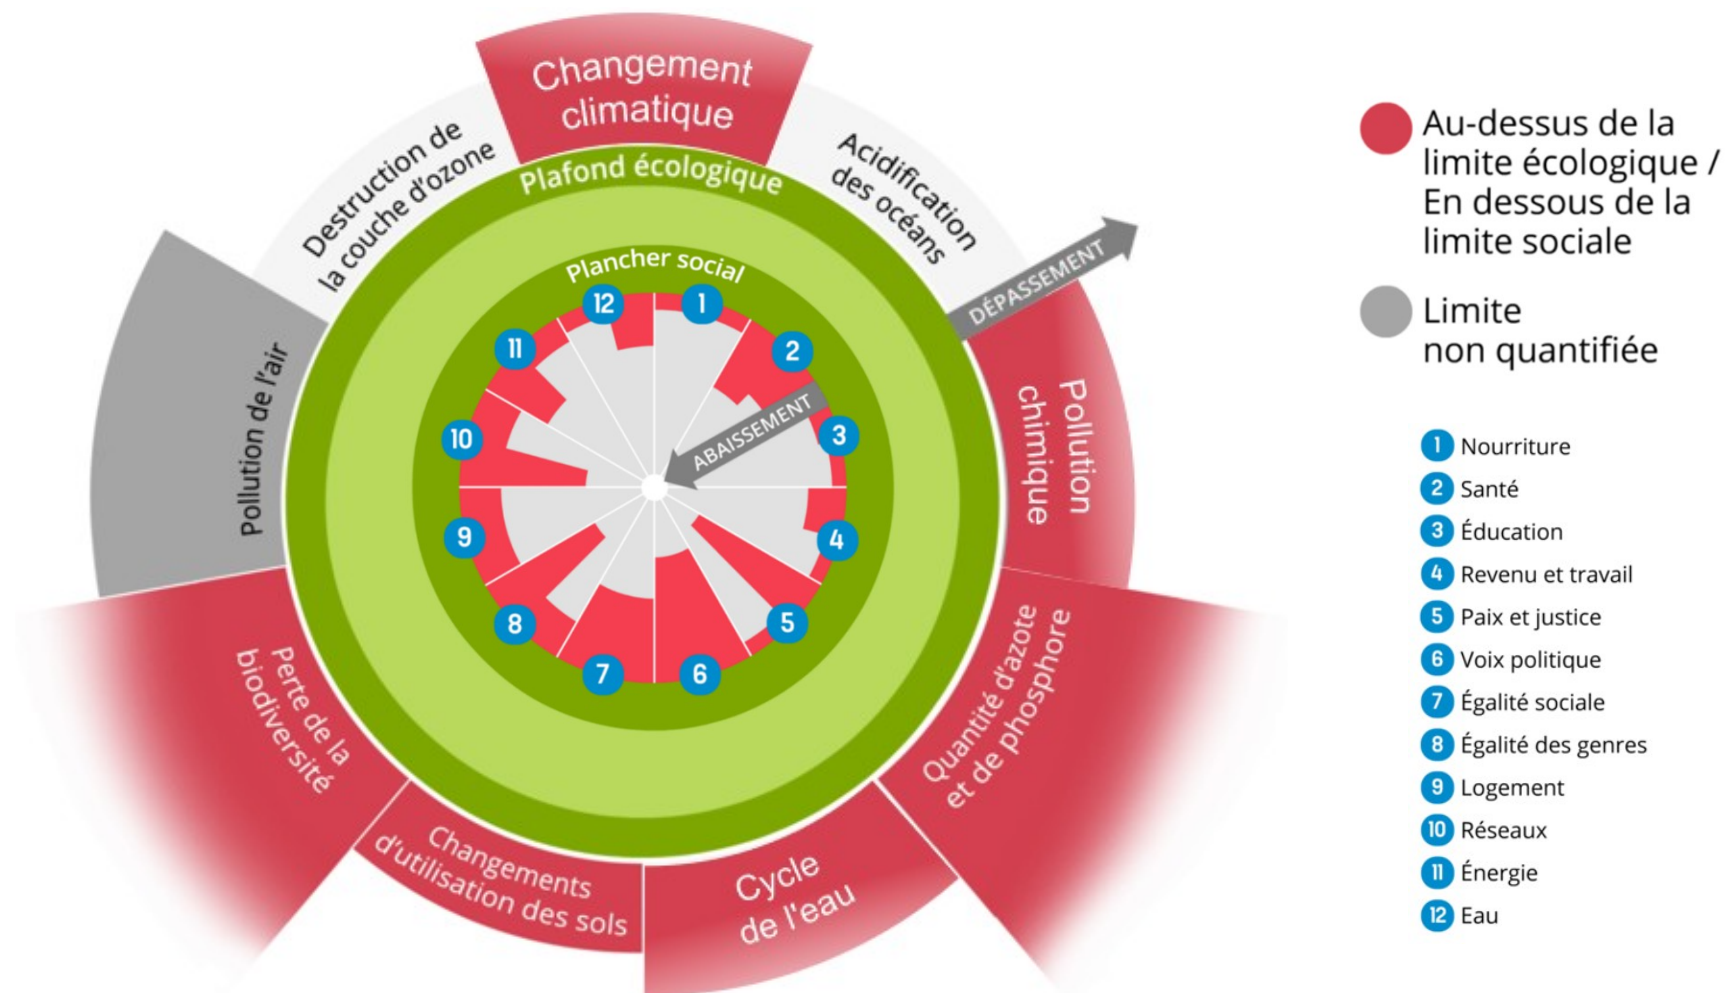 Changement
climatique
Destruction de
la couche d'ozone
Acidification
des océans
Plafond écologique
Plancher social
DÉPASSEMENT
ABAISSEMENT
Pollution de l'air
Pollution
chimique
Perte de la
biodiversité
Quantité d'azote
et de phosphore
Changements
d'utilisation des sols
Cycle
de l'eau
1
2
3
4
5
6
7
8
9
10
11
12
Au-dessus de la
limite écologique /
En dessous de la
limite sociale
Limite
non quantifiée
1 Nourriture
2 Santé
3 Éducation
4 Revenu et travail
5 Paix et justice
6 Voix politique
7 Égalité sociale
8 Égalité des genres
9 Logement
10 Réseaux
11 Énergie
12 Eau